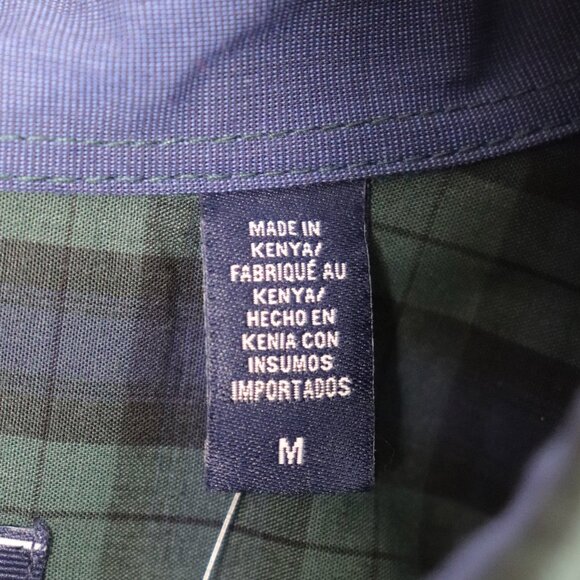 MADE IN
KENYA/
FABRIQUÉ AU
KENYA/
HECHO EN
KENIA CON
INSUMOS
IMPORTADOS
M